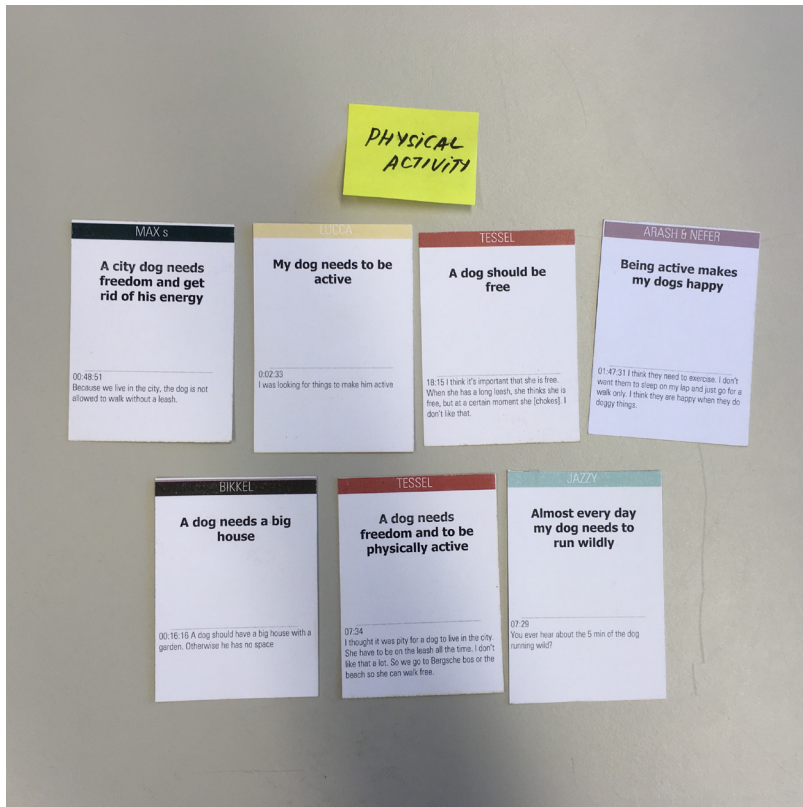 PHYSiCAL
ACTiViTY
MAX s
A city dog needs
freedom and get
rid of his energy
00:48:51
Because we live in the city, the dog is not
allowed to walk without a leash.
LUCCA
My dog needs to be
active
0:02:33
I was looking for things to make him active
TESSEL
A dog should be
free
18:15 I think it's important that she is free.
When she has a long leash, she thinks she is
free, but at a certain moment she [chokes]. I
don't like that.
ARASH & NEFER
Being active makes
my dogs happy
01:47:31 I think they need to exercise. I don't
want them to sleep on my lap and just go for a
walk only. I think they are happy when they do
doggy things.
BIKKEL
A dog needs a big
house
00:16:16 A dog should have a big house with a
garden. Otherwise he has no space
TESSEL
A dog needs
freedom and to be
physically active
07:34
I thought it was pity for a dog to live in the city.
She have to be on the leash all the time. I don't
like that a lot. So we go to Bergsche bos or the
beach so she can walk free.
JAZZY
Almost every day
my dog needs to
run wildly
07:29
You ever hear about the 5 min of the dog
running wild?